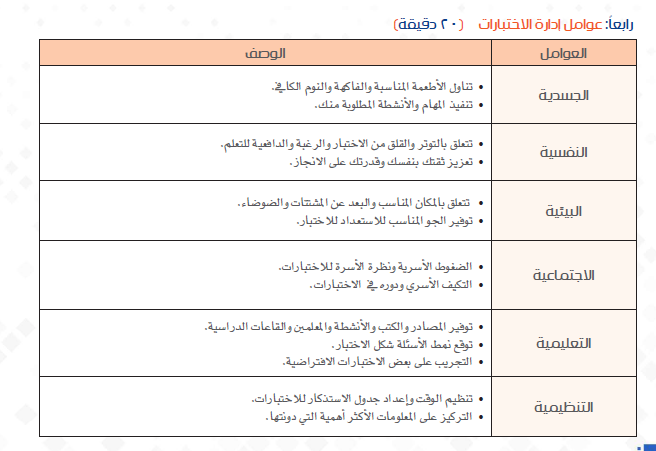 رابعاً: عوامل إدارة الاختبارات (٢٠ دقيقة)
العوامل
الوصف
الجسدية
• تناول الأطعمة المناسبة والفاكهة والنوم الكافي.
• تنفيذ المهام والأنشطة المطلوبة منك.
النفسية
• تتعلق بالتوتر والقلق من الاختبار والرغبة والدافعية للتعلم.
• تعزيز ثقتك بنفسك وقدرتك على الانجاز.
البيئية
• تتعلق بالمكان المناسب والبعد عن المشتتات والضوضاء.
• توفير الجو المناسب للاستعداد للاختبار.
الاجتماعية
• الضغوط الأسرية ونظرة الأسرة للاختبارات.
• التكيف الأسري ودوره في الاختبارات.
التعليمية
• توفير المصادر والكتب والأنشطة والمعلمين والقاعات الدراسية.
• توقع نمط الأسئلة شكل الاختبار.
• التجريب على بعض الاختبارات الافتراضية.
التنظيمية
• تنظيم الوقت وإعداد جدول الاستذكار للاختبارات.
• التركيز على المعلومات الأكثر أهمية التي دونتها.